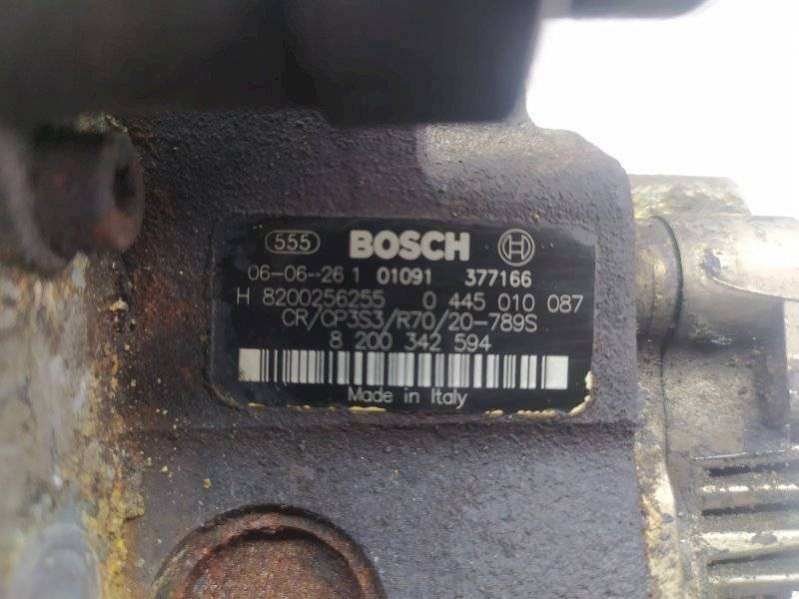 555 BOSCH
06-06-26 1 01091 377166
H 8200256255 0 445 010 087
CR/CP3S3/R70/20-789S
8 200 342 594
Made in Italy